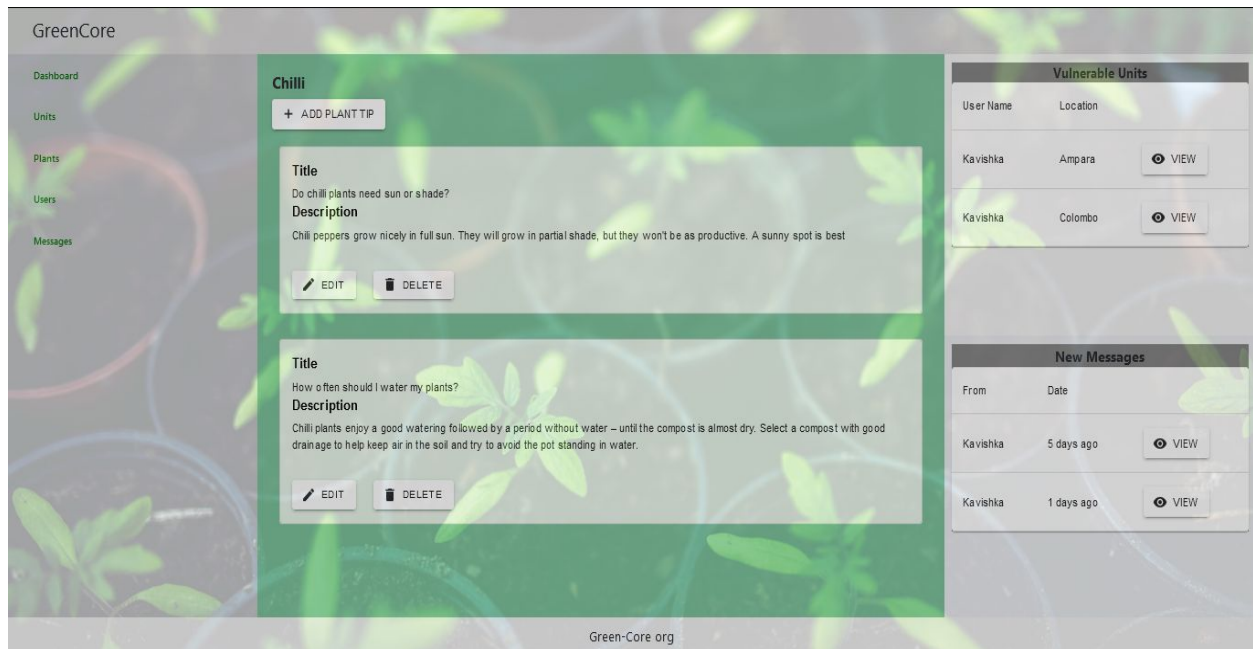 GreenCore
Dashboard
Units
Plants
Users
Messages
Chilli
+ ADD PLANT TIP
Title
Do chilli plants need sun or shade?
Description
Chili peppers grow nicely in full sun. They will grow in partial shade, but they won't be as productive. A sunny spot is best
EDIT DELETE
Title
How often should I water my plants?
Description
Chilli plants enjoy a good watering followed by a period without water – until the compost is almost dry. Select a compost with good
drainage to help keep air in the soil and try to avoid the pot standing in water.
EDIT DELETE
Vulnerable Units
User Name Location
Kavishka Ampara VIEW
Kavishka Colombo VIEW
New Messages
From Date
Kavishka 5 days ago VIEW
Kavishka 1 days ago VIEW
Green-Core org